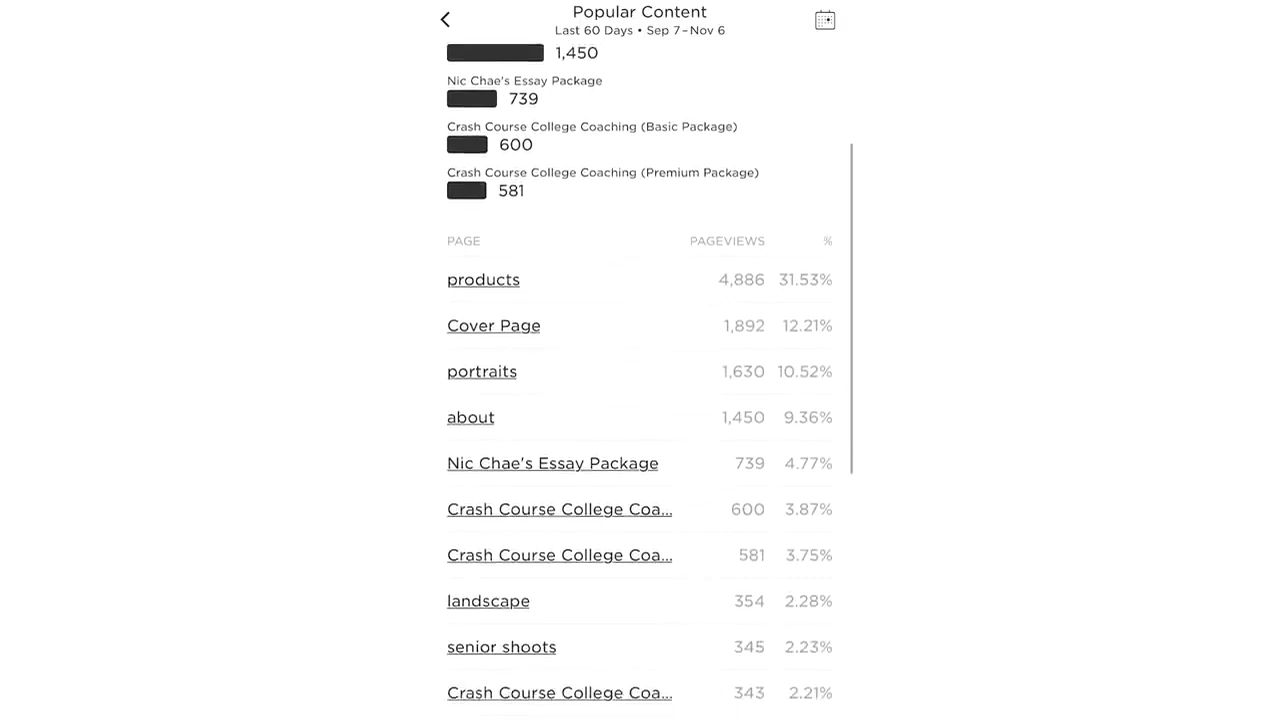 Popular Content
Last 60 Days • Sep 7–Nov 6
1,450
Nic Chae's Essay Package
739
Crash Course College Coaching (Basic Package)
600
Crash Course College Coaching (Premium Package)
581
PAGE PAGEVIEWS %
products 4,886 31.53%
Cover Page 1,892 12.21%
portraits 1,630 10.52%
about 1,450 9.36%
Nic Chae's Essay Package 739 4.77%
Crash Course College Coa... 600 3.87%
Crash Course College Coa... 581 3.75%
landscape 354 2.28%
senior shoots 345 2.23%
Crash Course College Coa... 343 2.21%